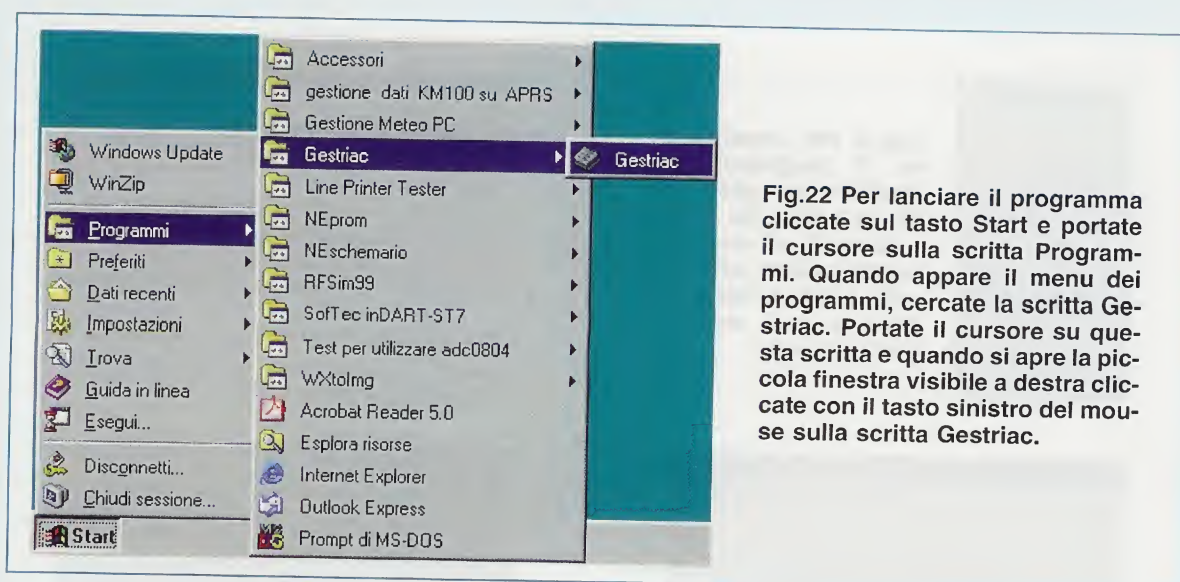 Accessori
gestione dati KM100 su APRS
Gestione Meteo PC
Gestriac
Line Printer Tester
NEprom
NEschemario
RFSim99
SofTec inDART-ST7
Test per utilizzare adc0804
WXtoImg
Acrobat Reader 5.0
Esplora risorse
Internet Explorer
Outlook Express
Prompt di MS-DOS
Gestriac
Windows Update
WinZip
Programmi
Preferiti
Dati recenti
Impostazioni
Trova
Guida in linea
Esegui...
Disconnetti...
Chiudi sessione...
Start
Fig.22 Per lanciare il programma
cliccate sul tasto Start e portate
il cursore sulla scritta Program-
mi. Quando appare il menu dei
programmi, cercate la scritta Ge-
striac. Portate il cursore su que-
sta scritta e quando si apre la pic-
cola finestra visibile a destra clic-
cate con il tasto sinistro del mou-
se sulla scritta Gestriac.